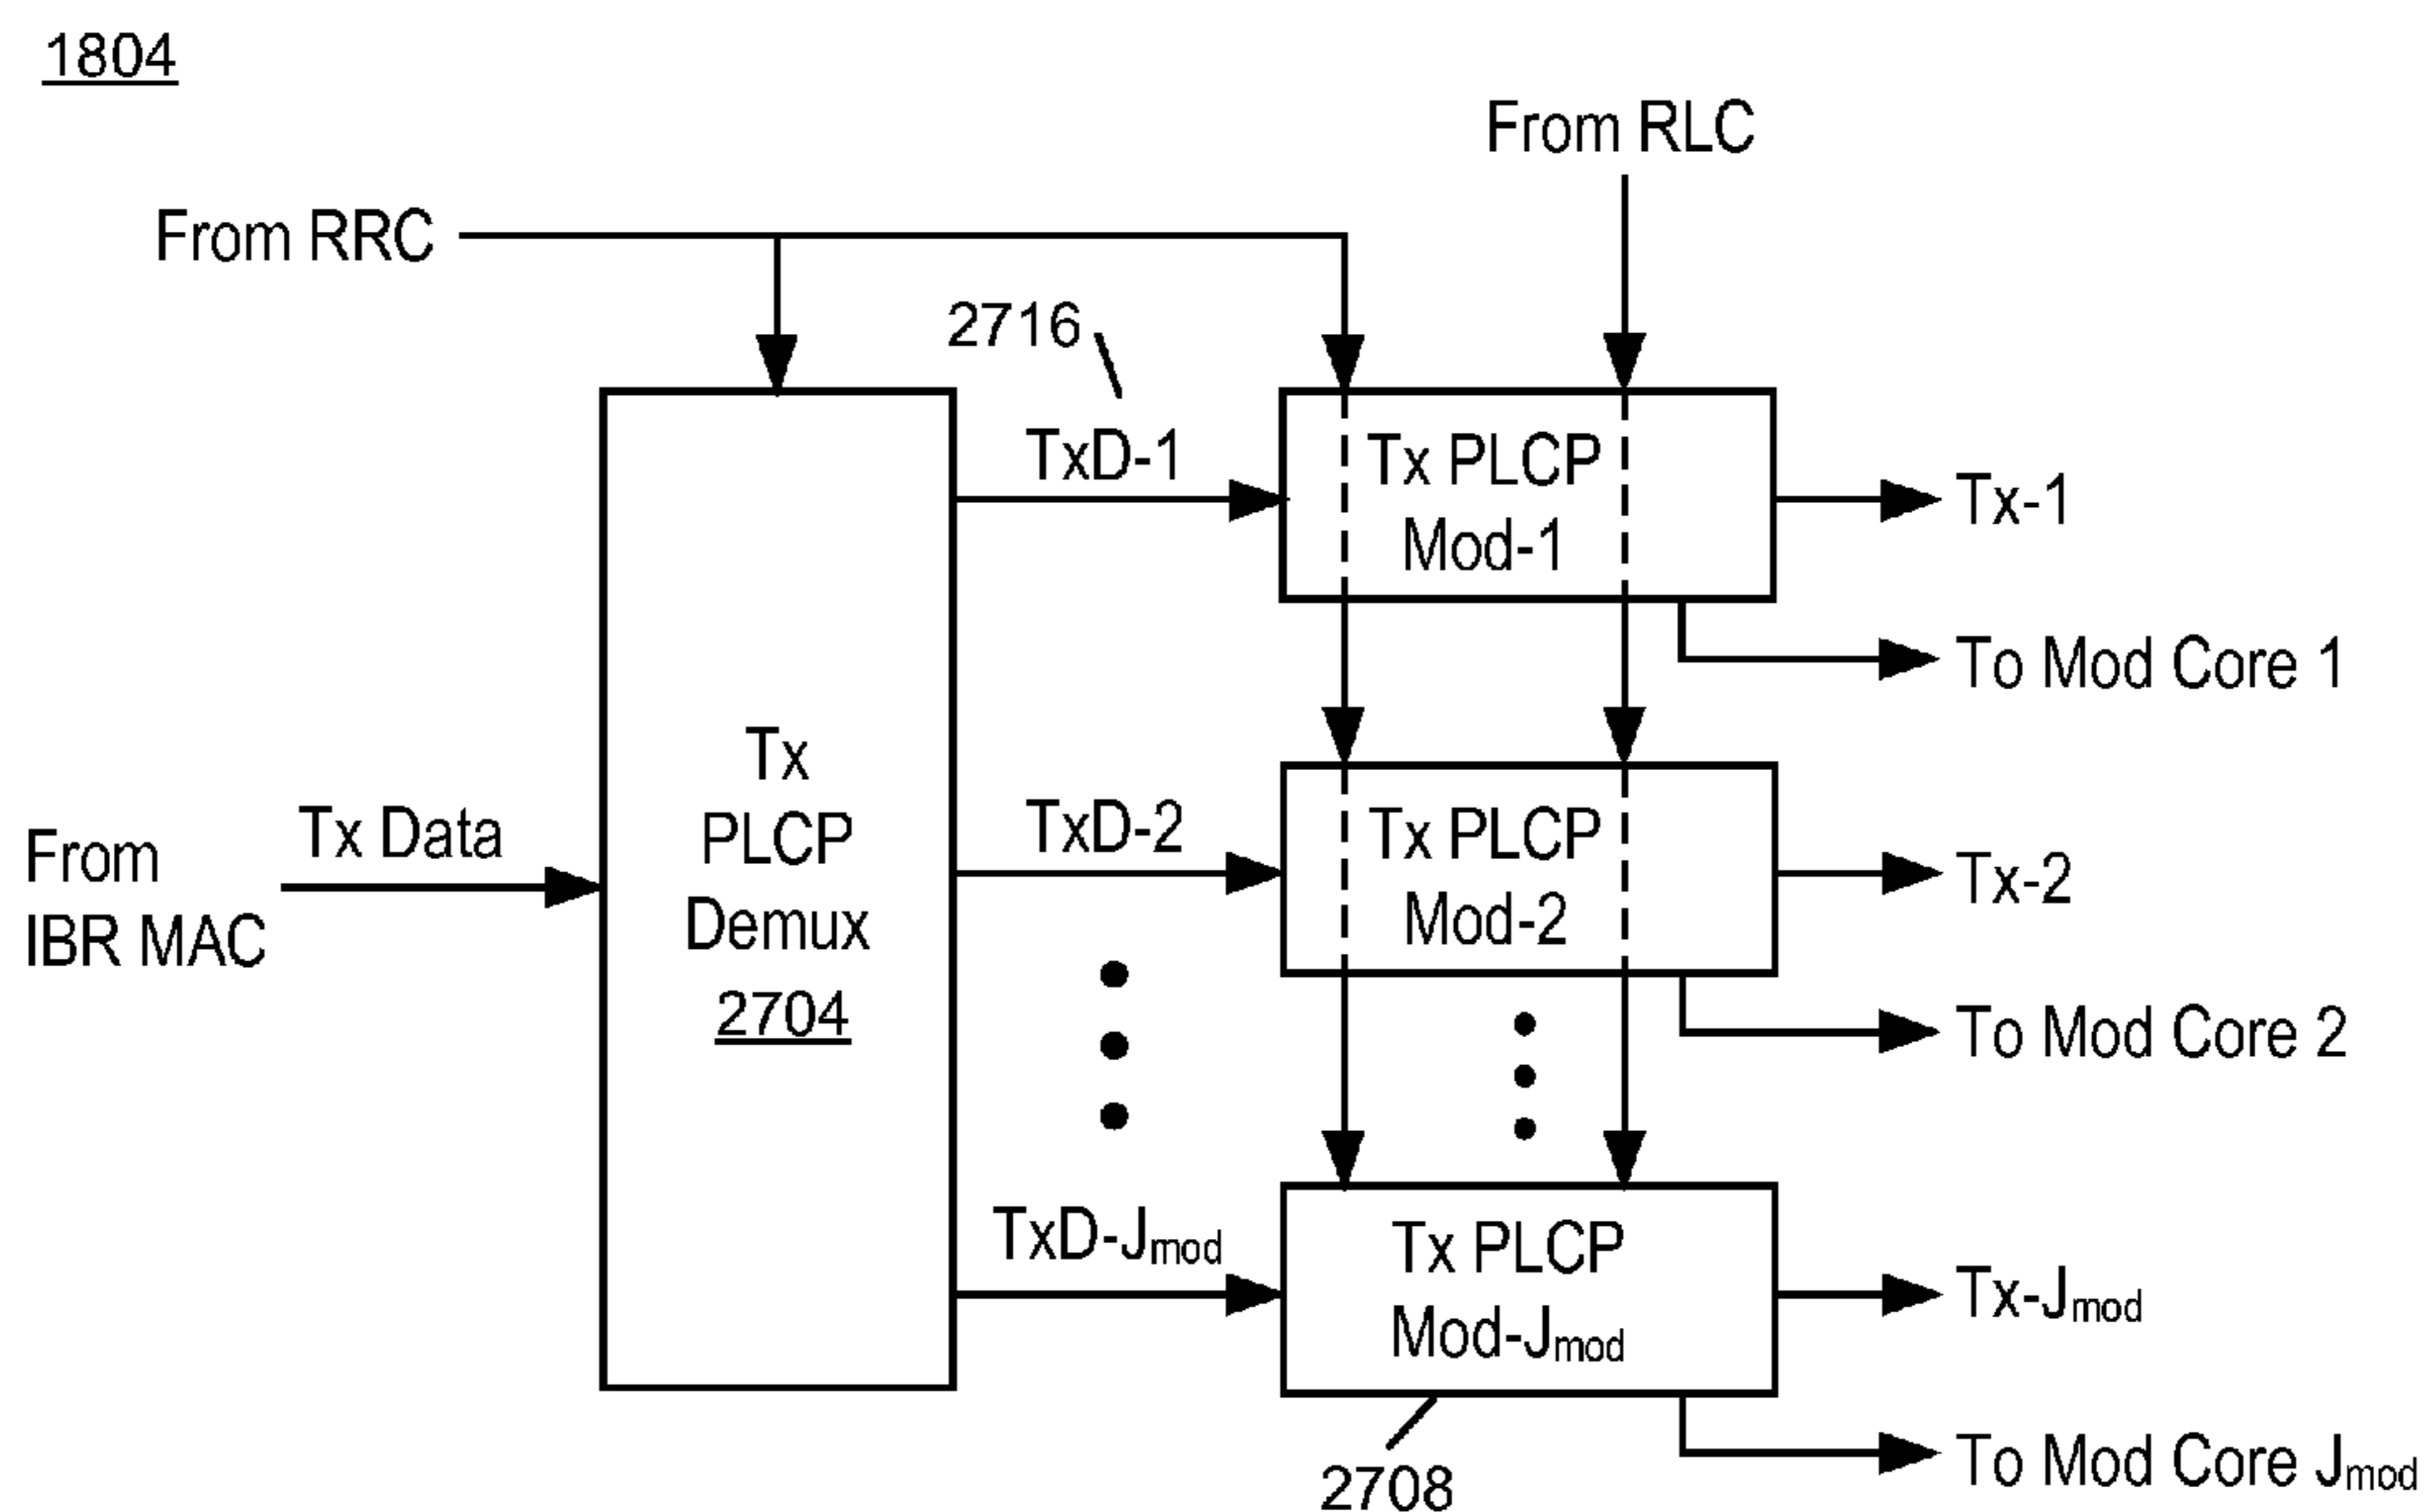 1804
From RLC
From RRC
2716
TxD-1
Tx PLCP
Mod-1
Tx-1
To Mod Core 1
Tx
PLCP
Demux
2704
From
IBR MAC
Tx Data
TxD-2
Tx PLCP
Mod-2
Tx-2
To Mod Core 2
TxD-Jmod
Tx PLCP
Mod-Jmod
Tx-Jmod
To Mod Core Jmod
2708